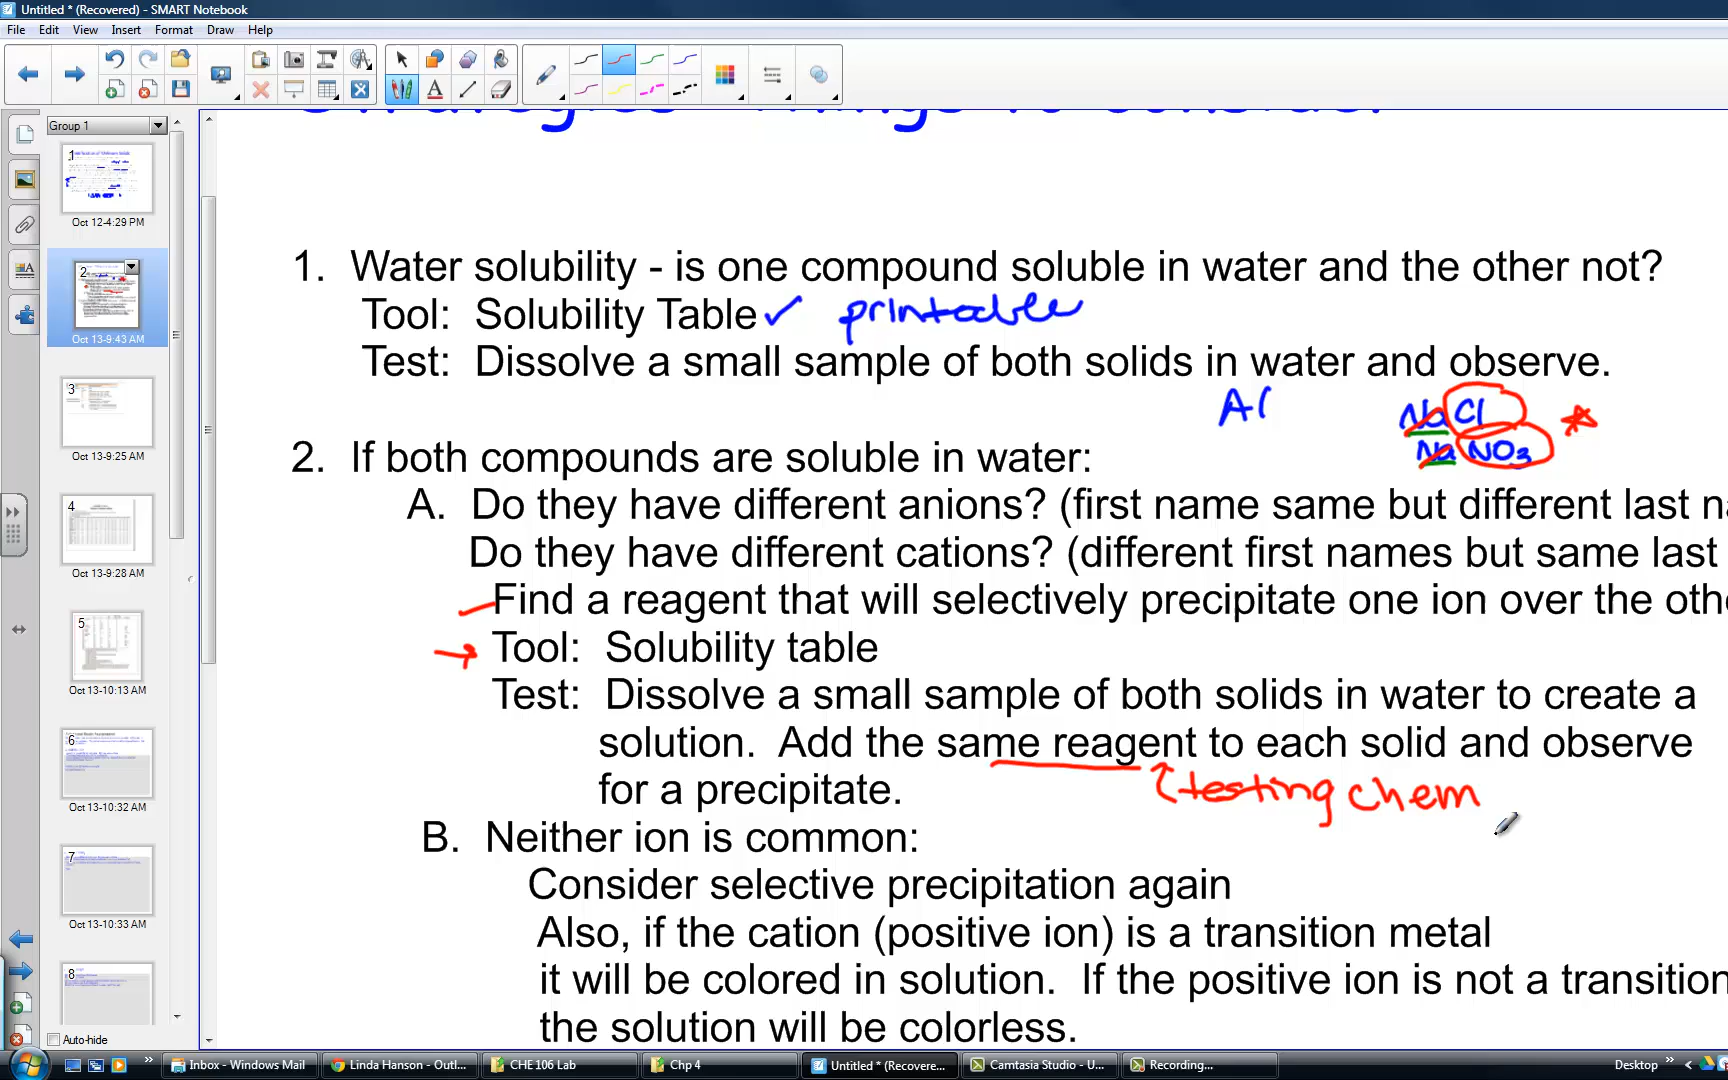 Untitled * (Recovered) - SMART Notebook
File Edit View Insert Format Draw Help
Group 1
1
Oct 12-4:29 PM
2
Oct 13-9:43 AM
3
Oct 13-9:25 AM
4
Oct 13-9:28 AM
5
Oct 13-10:13 AM
6
Oct 13-10:32 AM
7
Oct 13-10:33 AM
8
Auto-hide
1. Water solubility - is one compound soluble in water and the other not?
Tool: Solubility Table ✓ printable
Test: Dissolve a small sample of both solids in water and observe.
Al
NaCl
NaNO3
2. If both compounds are soluble in water:
A. Do they have different anions? (first name same but different last na
Do they have different cations? (different first names but same last
Find a reagent that will selectively precipitate one ion over the oth
→ Tool: Solubility table
Test: Dissolve a small sample of both solids in water to create a
solution. Add the same reagent to each solid and observe
for a precipitate.
testing chem
B. Neither ion is common:
Consider selective precipitation again
Also, if the cation (positive ion) is a transition metal
it will be colored in solution. If the positive ion is not a transition
the solution will be colorless.
Inbox - Windows Mail
Linda Hanson - Outl...
CHE 106 Lab
Chp 4
Untitled * (Recovere...
Camtasia Studio - U...
Recording...
Desktop